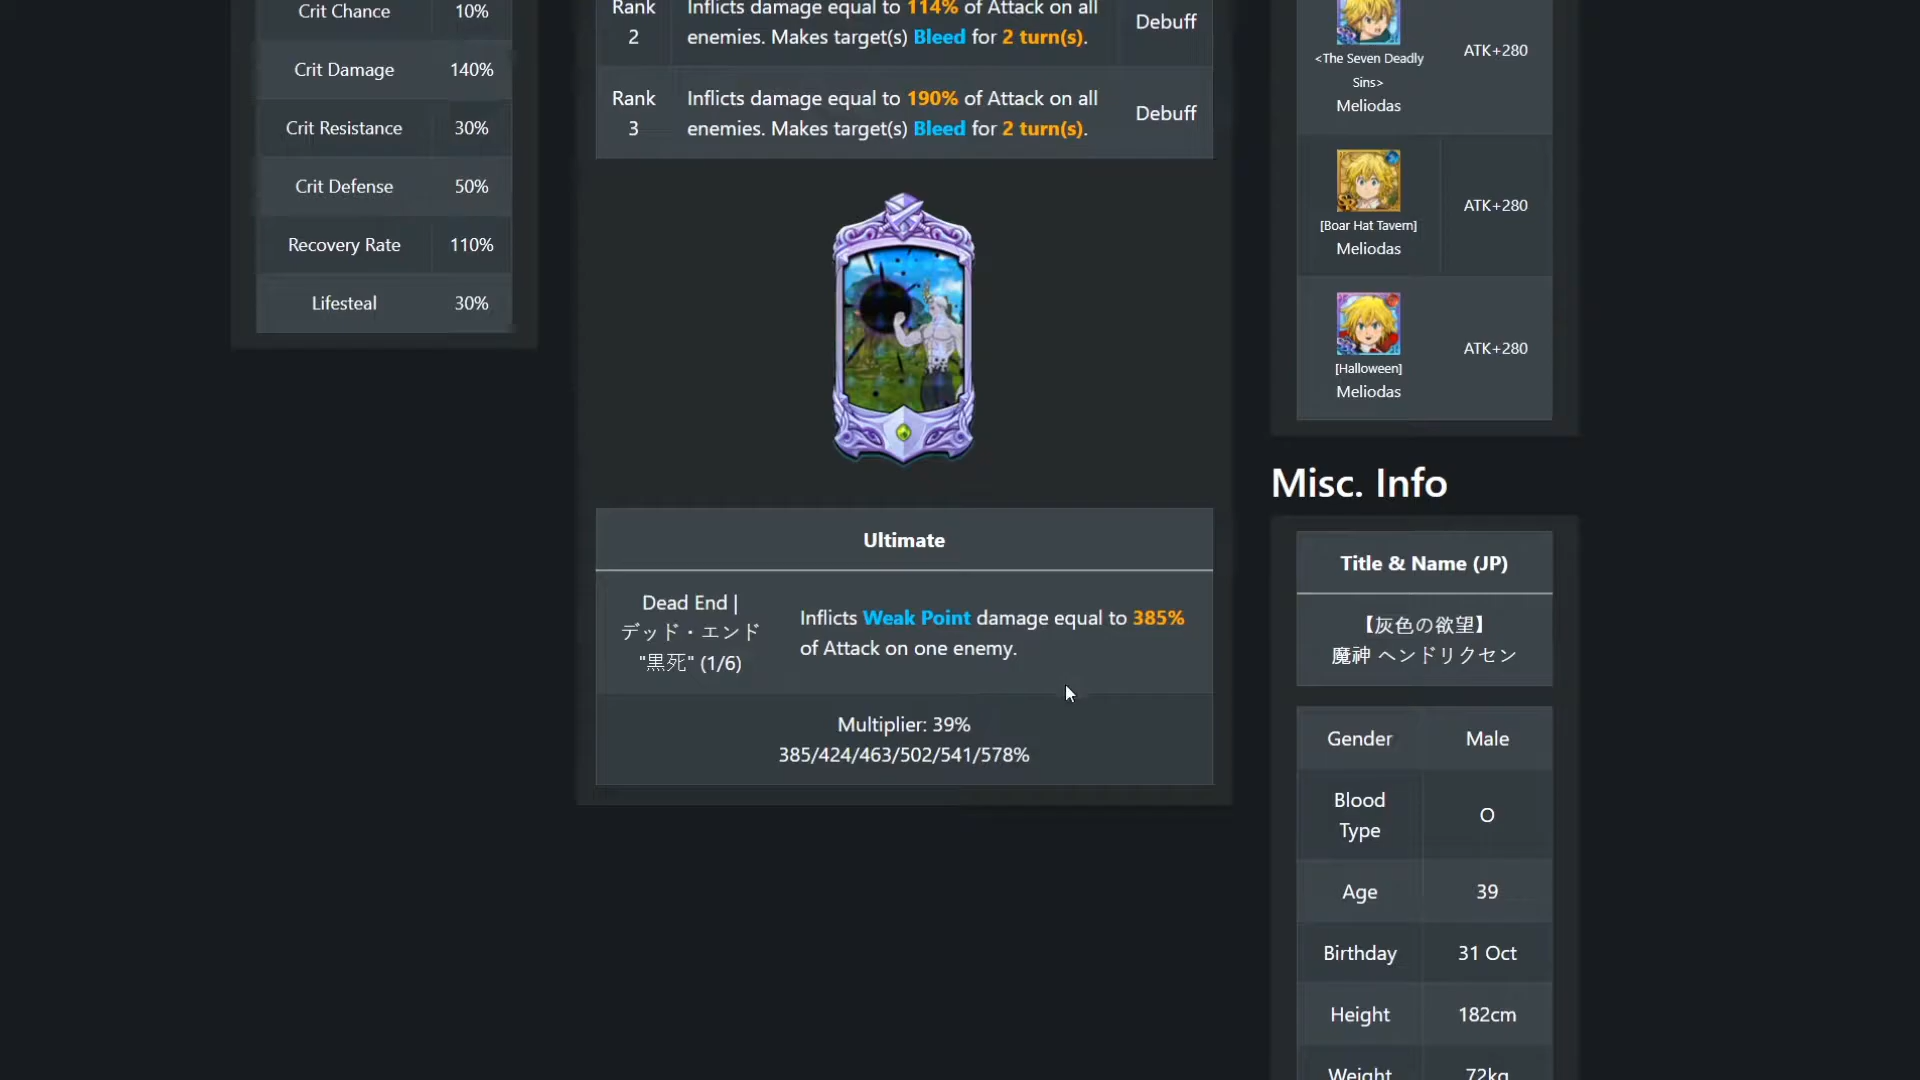 Crit Chance 10%
Crit Damage 140%
Crit Resistance 30%
Crit Defense 50%
Recovery Rate 110%
Lifesteal 30%
Rank
2
Inflicts damage equal to 114% of Attack on all
enemies. Makes target(s) Bleed for 2 turn(s).
Debuff
Rank
3
Inflicts damage equal to 190% of Attack on all
enemies. Makes target(s) Bleed for 2 turn(s).
Debuff
Ultimate
Dead End |
デッド・エンド
"黒死" (1/6)
Inflicts Weak Point damage equal to 385%
of Attack on one enemy.
Multiplier: 39%
385/424/463/502/541/578%
<The Seven Deadly
Sins>
Meliodas
ATK+280
SR
[Boar Hat Tavern]
Meliodas
ATK+280
[Halloween]
Meliodas
ATK+280
Misc. Info
Title & Name (JP)
【灰色の欲望】
魔神 ヘンドリクセン
Gender Male
Blood
Type
O
Age 39
Birthday 31 Oct
Height 182cm
Weight 72kg